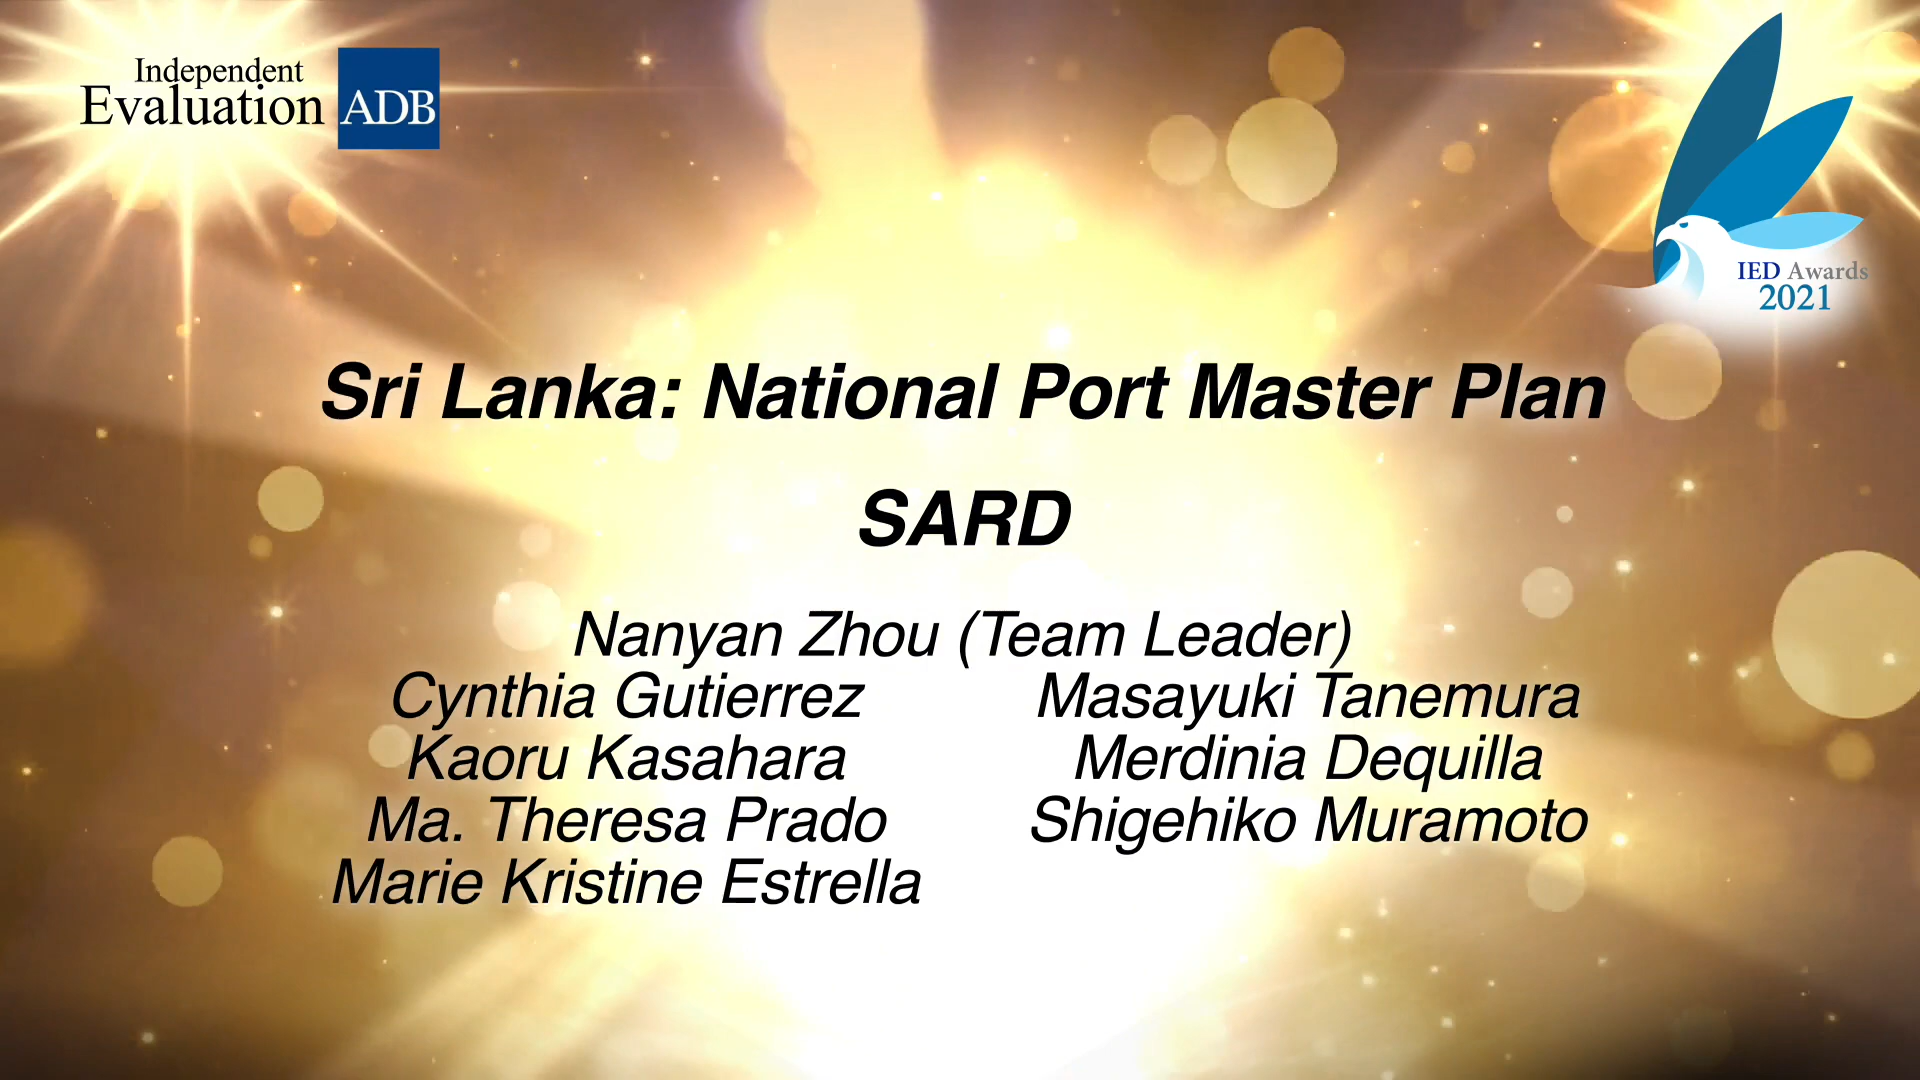 Independent
Evaluation
ADB
IED Awards
2021
Sri Lanka: National Port Master Plan
SARD
Nanyan Zhou (Team Leader)
Cynthia Gutierrez
Kaoru Kasahara
Ma. Theresa Prado
Marie Kristine Estrella
Masayuki Tanemura
Merdinia Dequilla
Shigehiko Muramoto